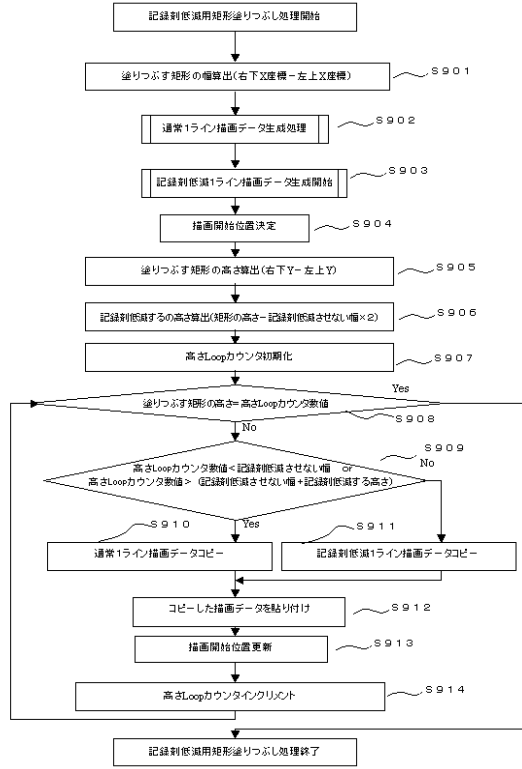 記録剤低減用矩形塗りつぶし処理開始
塗りつぶす矩形の幅算出(右下X座標－左上X座標)
S901
通常1ライン描画データ生成処理
S902
記録剤低減1ライン描画データ生成開始
S903
描画開始位置決定
S904
塗りつぶす矩形の高さ算出(右下Y－左上Y)
S905
記録剤低減するの高さ算出(矩形の高さ－記録剤低減させない幅×2)
S906
高さLoopカウンタ初期化
S907
Yes
塗りつぶす矩形の高さ=高さLoopカウンタ数値
S908
No
S909
高さLoopカウンタ数値<記録剤低減させない幅 or
高さLoopカウンタ数値> (記録剤低減させない幅+記録剤低減する高さ)
No
Yes
S910
S911
通常1ライン描画データコピー
記録剤低減1ライン描画データコピー
コピーした描画データを貼り付け
S912
描画開始位置更新
S913
高さLoopカウンタインクリメント
S914
記録剤低減用矩形塗りつぶし処理終了